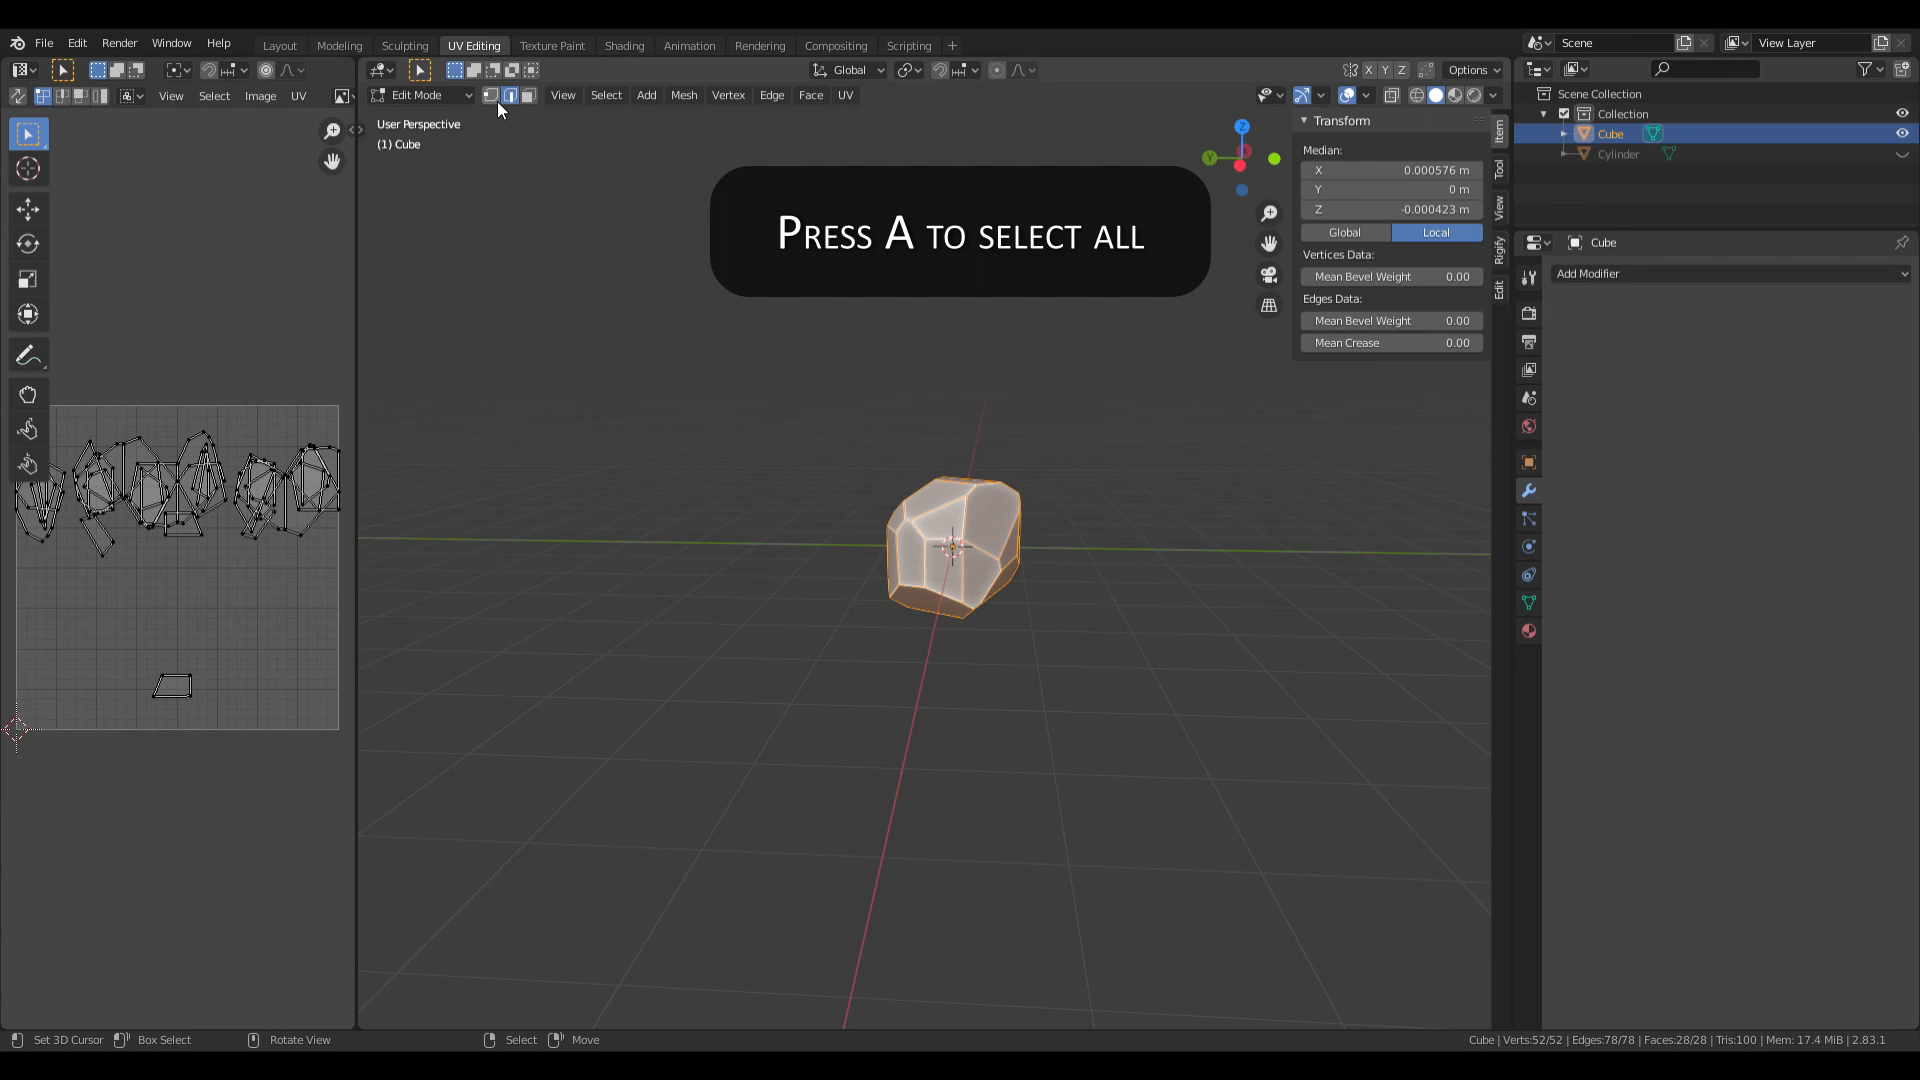 File Edit Render Window Help
Layout Modeling Sculpting UV Editing Texture Paint Shading Animation Rendering Compositing Scripting +
Scene View Layer
Global X Y Z Options
View Select Image UV
Edit Mode View Select Add Mesh Vertex Edge Face UV
User Perspective
(1) Cube
Press A to select all
Z
Y
X
Transform
Median:
X 0.000576 m
Y 0 m
Z -0.000423 m
Global Local
Vertices Data:
Mean Bevel Weight 0.00
Edges Data:
Mean Bevel Weight 0.00
Mean Crease 0.00
Item
Tool
View
Rigify
Edit
Scene Collection
Collection
Cube
Cylinder
Cube
Add Modifier
Set 3D Cursor Box Select Rotate View Select Move
Cube | Verts:52/52 | Edges:78/78 | Faces:28/28 | Tris:100 | Mem: 17.4 MiB | 2.83.1